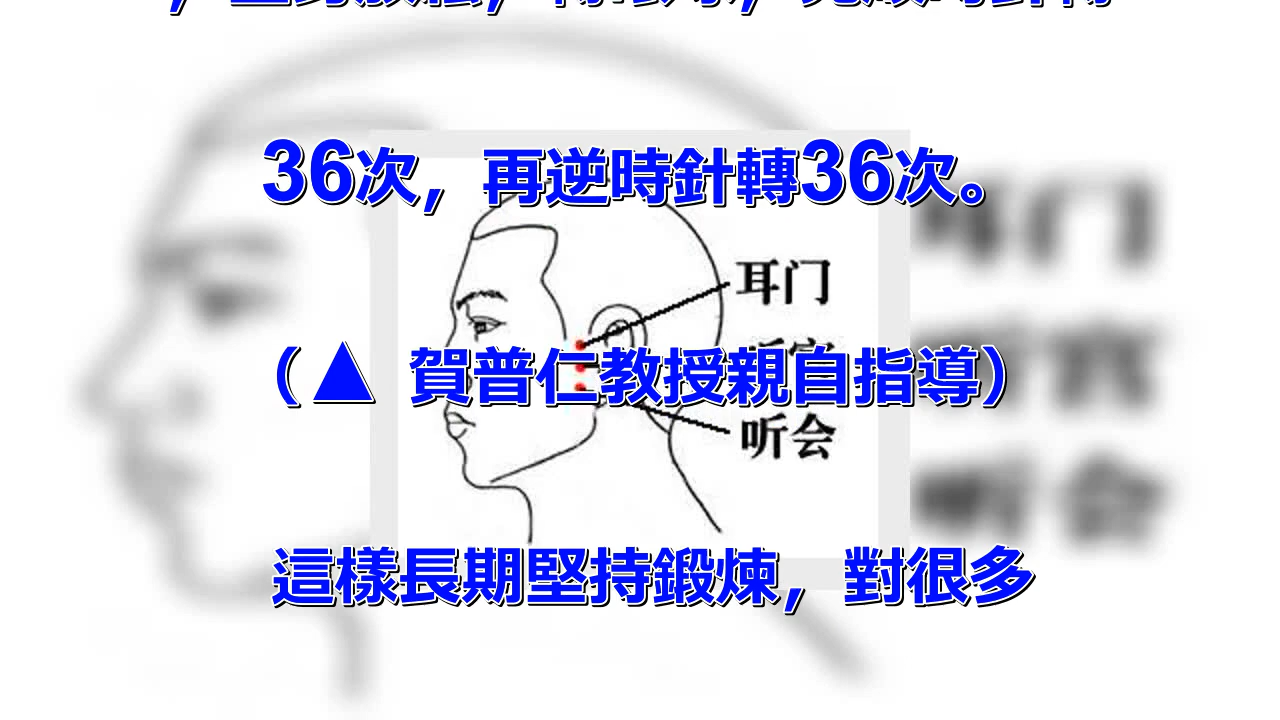 36次，再逆時針轉36次。
耳门
（▲ 賀普仁教授親自指導）
听会
這樣長期堅持鍛煉，對很多